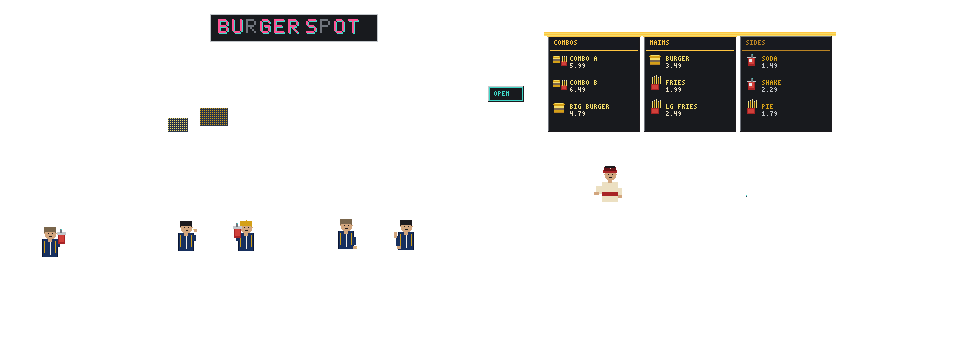 BURGER SPOT
OPEN
COMBOS
COMBO A
5.99
COMBO B
6.49
BIG BURGER
4.79
MAINS
BURGER
3.49
FRIES
1.99
LG FRIES
2.49
SIDES
SODA
1.49
SHAKE
2.29
PIE
1.79